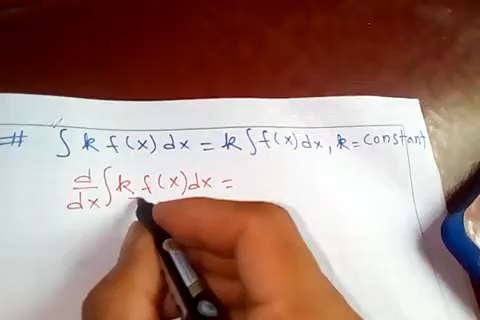 # ∫ k f(x) dx = k ∫ f(x) dx, k = constant
d/dx ∫ k f(x) dx =